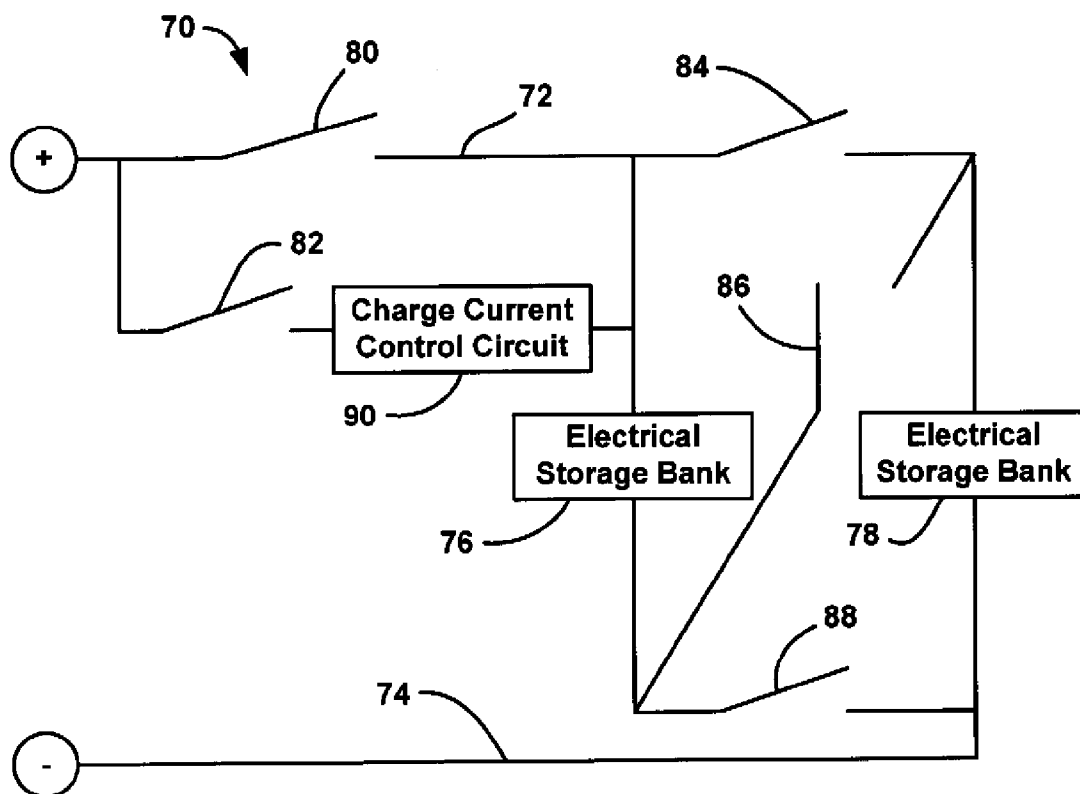 70
80
72
84
+
82
86
Charge Current
Control Circuit
90
Electrical
Storage Bank
Electrical
Storage Bank
76
78
88
74
-